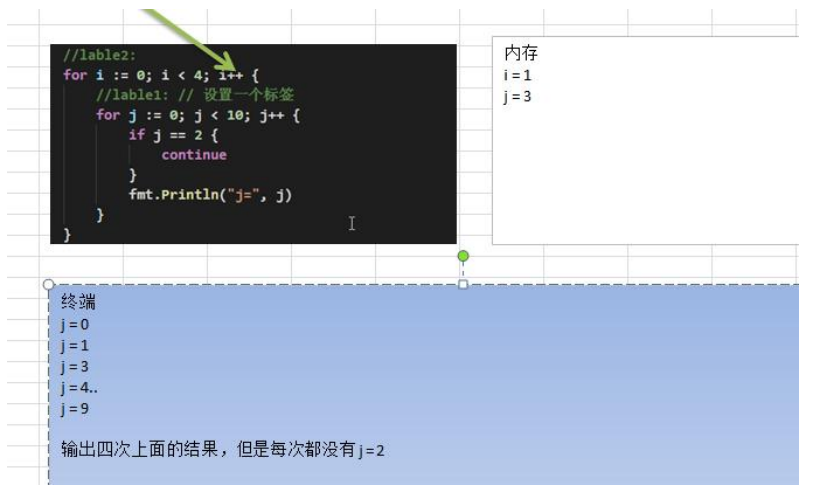 //lable2:
for i := 0; i < 4; i++ {
//lable1: // 设置一个标签
for j := 0; j < 10; j++ {
if j == 2 {
continue
}
fmt.Println("j=", j)
}
}
内存
i = 1
j = 3
终端
j = 0
j = 1
j = 3
j = 4..
j = 9
输出四次上面的结果，但是每次都没有j=2